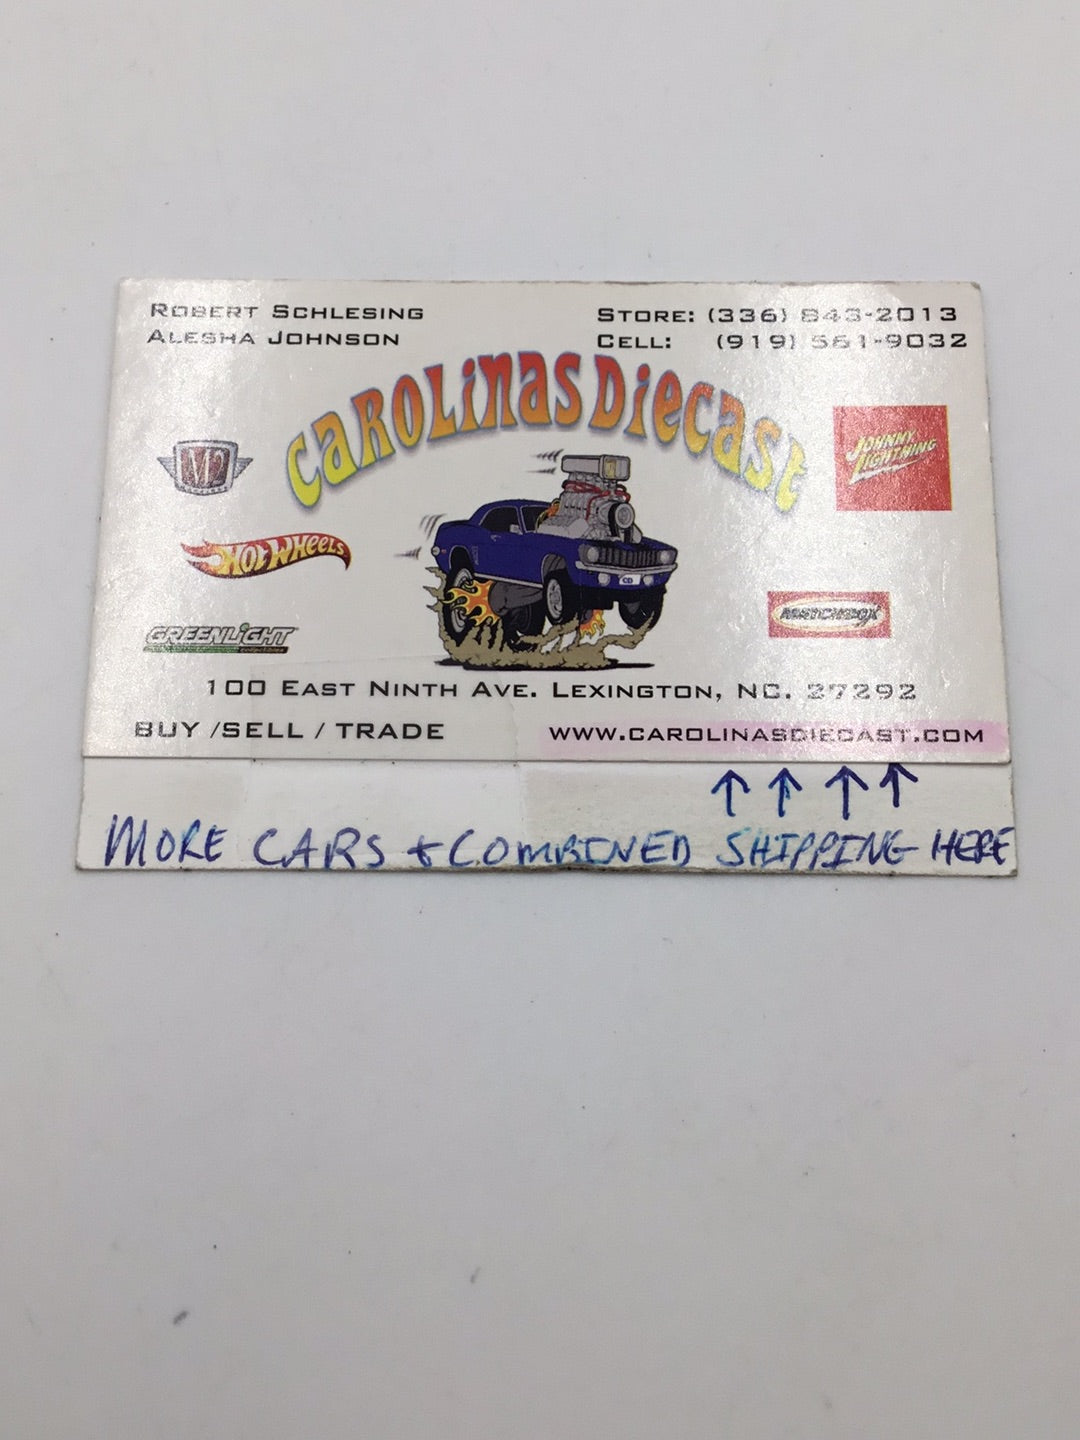 ROBERT SCHLESING
ALESHA JOHNSON
STORE: (336) 843-2013
CELL: (919) 561-9032
CAROLINAS DIECAST
M2
JOHNNY LIGHTNING
HOT WHEELS
CD
MATCHBOX
GREENLIGHT
100 EAST NINTH AVE. LEXINGTON, NC. 27292
BUY /SELL / TRADE
WWW.CAROLINASDIECAST.COM
↑ ↑ ↑ ↑
MORE CARS + COMBINED SHIPPING HERE